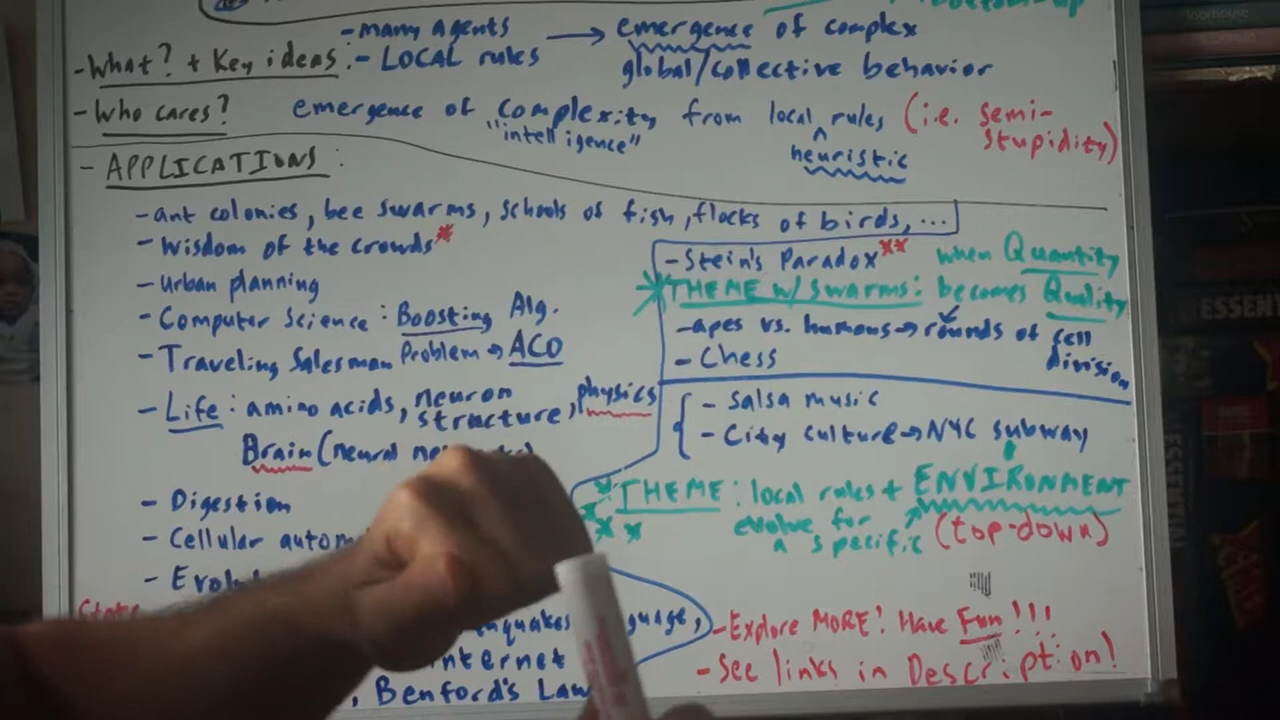 bottom-up
- many agents → emergence of complex
- What? + Key ideas: - LOCAL rules global/collective behavior
- Who cares? emergence of complexity from local rules (i.e. semi-stupidity)
"intelligence" ^ heuristic
- APPLICATIONS:
- ant colonies, bee swarms, schools of fish, flocks of birds, ...
- Wisdom of the crowds*
- Urban planning
- Computer Science: Boosting Alg.
- Traveling Salesman Problem → ACO
- Life: amino acids, neuron structure, physics
Brain (neural
- Digestion
- Cellular
State
Internet
, Benford's Law
- Stein's Paradox** when Quantity
* THEME w/ swarms: becomes Quality
- apes vs. humans → rounds of cell division
- Chess
- Salsa music
- City culture → NYC subway
THEME: local rules + ENVIRONMENT
evolve for a specific ↗ (top-down)
- Explore MORE! Have Fun!!!
- See links in Description!
ESSEN